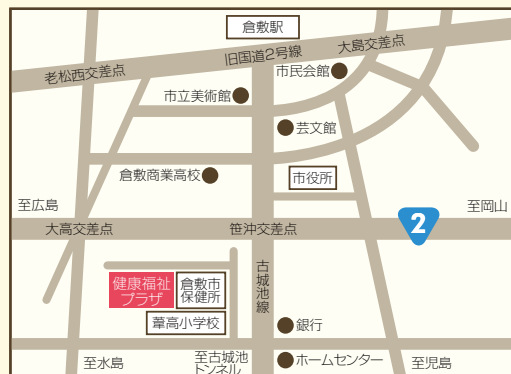 倉敷駅
旧国道2号線
大島交差点
老松西交差点
市民会館
市立美術館
芸文館
倉敷商業高校
市役所
至広島
至岡山
大高交差点
笹沖交差点
2
健康福祉
プラザ
倉敷市
保健所
古城池線
葦高小学校
銀行
至水島
至古城池
トンネル
ホームセンター
至児島